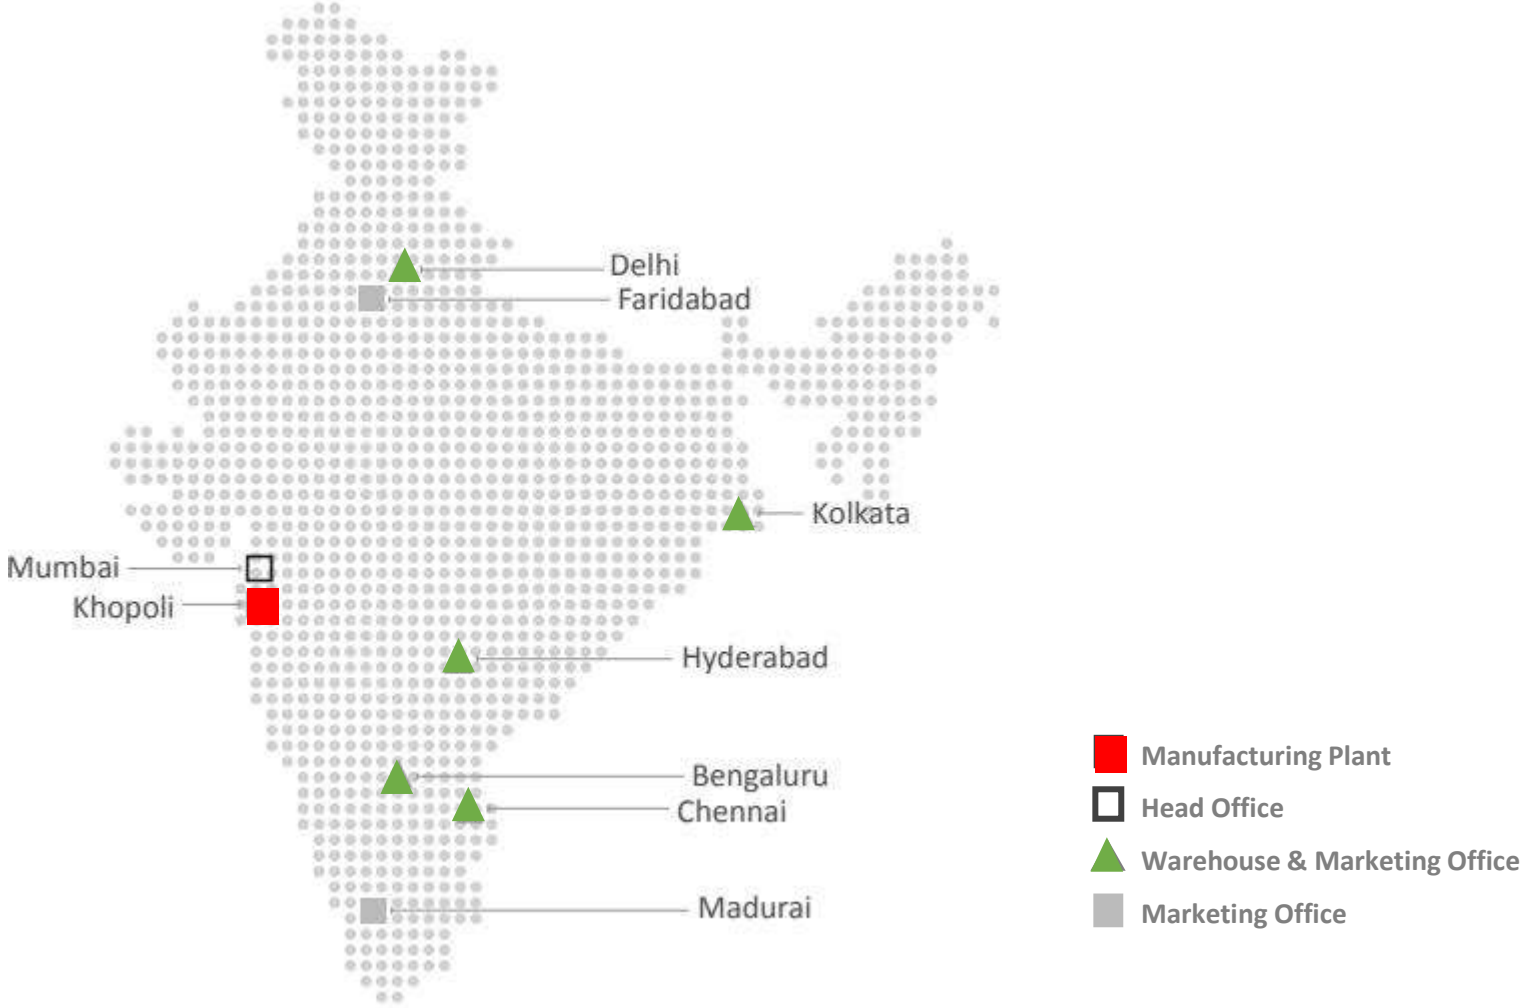 Delhi
Faridabad
Kolkata
Mumbai
Khopoli
Hyderabad
Bengaluru
Chennai
Madurai
Manufacturing Plant
Head Office
Warehouse & Marketing Office
Marketing Office